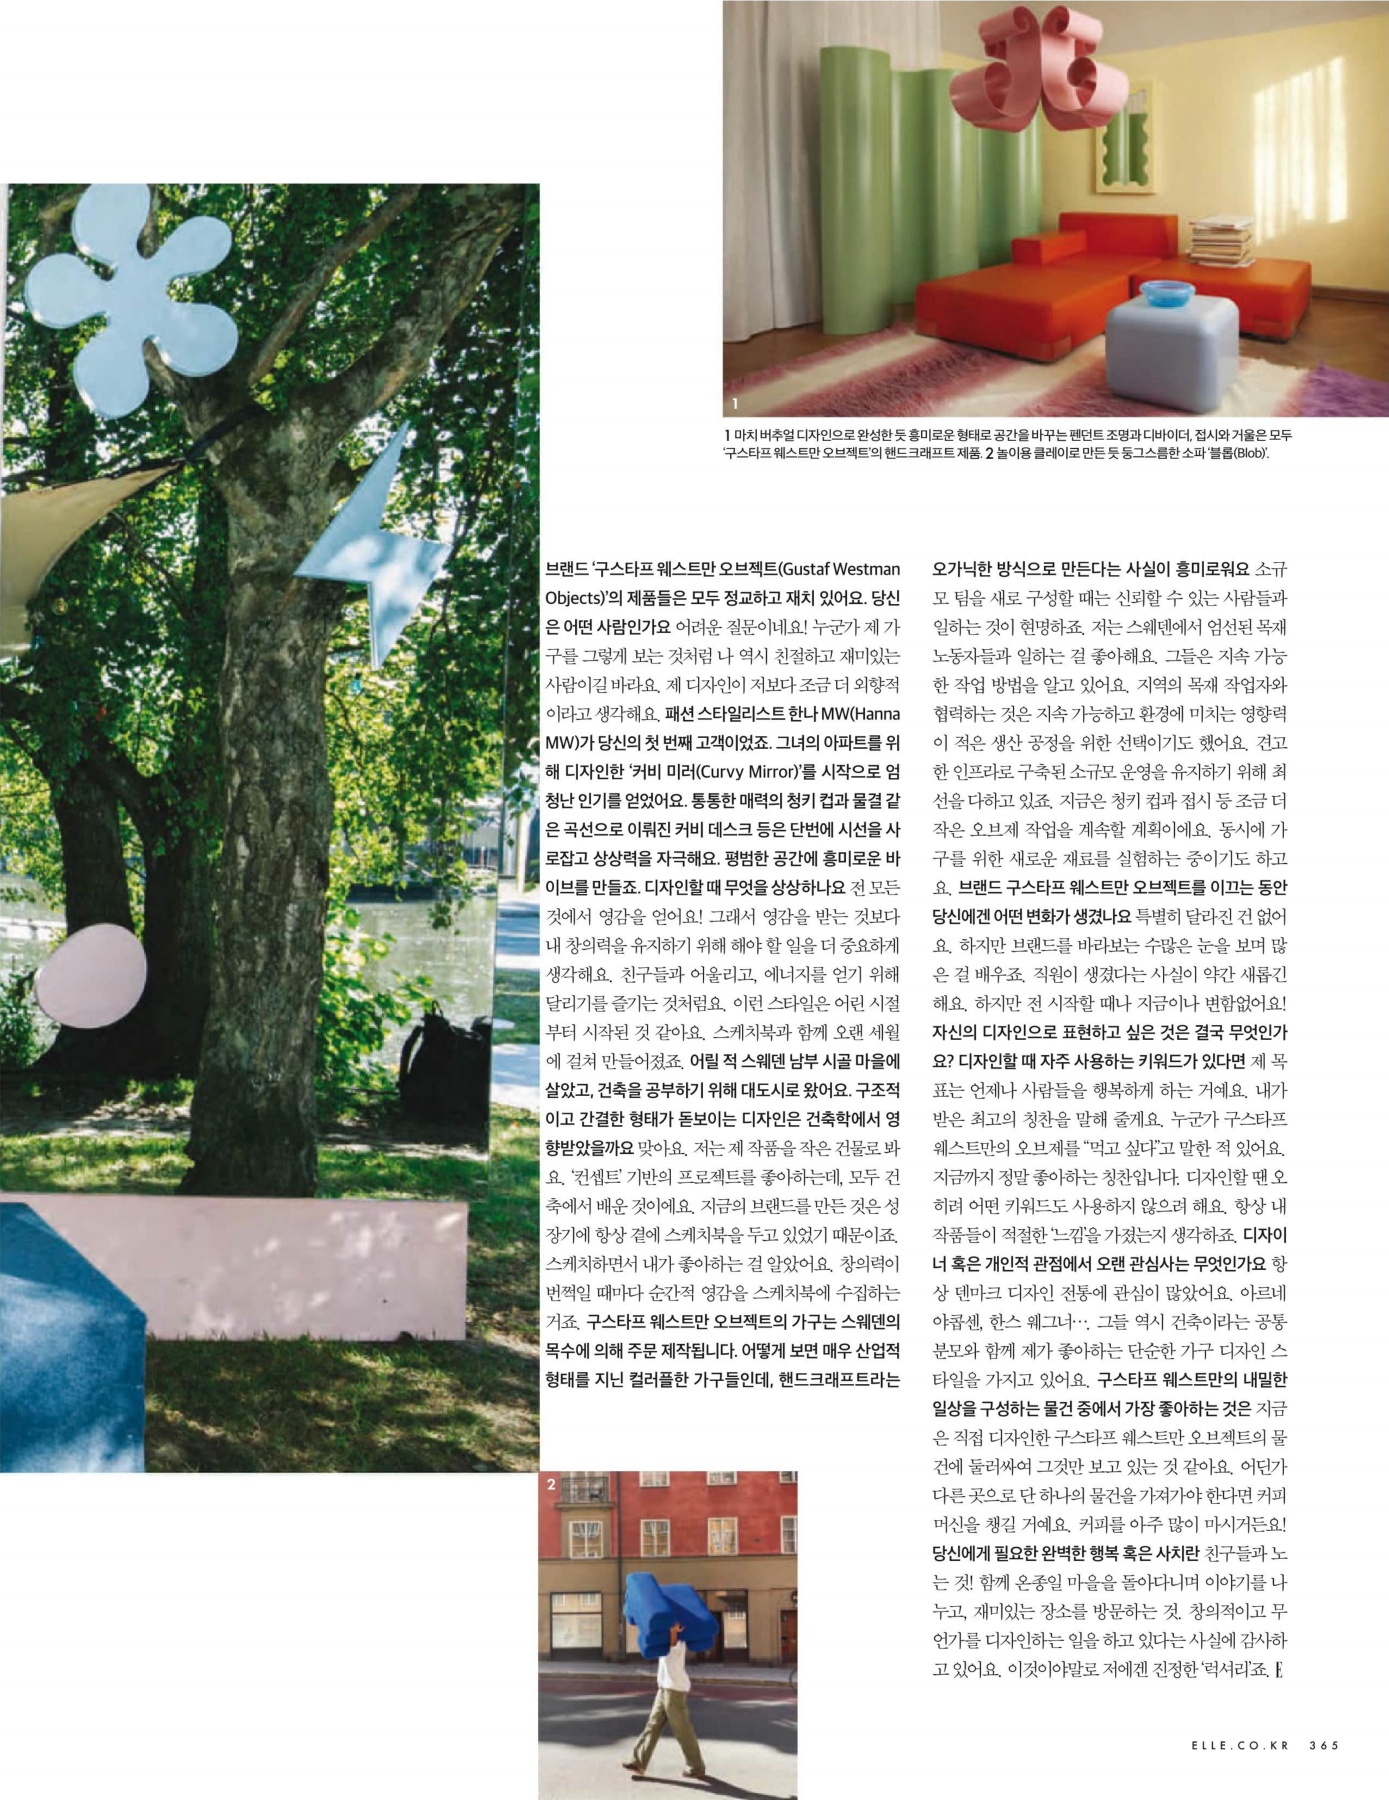 1
1 마치 버추얼 디자인으로 완성한 듯 흥미로운 형태로 공간을 바꾸는 펜던트 조명과 디바이더, 접시와 거울은 모두
‘구스타프 웨스트만 오브젝트’의 핸드크래프트 제품. 2 놀이용 클레이로 만든 듯 둥그스름한 소파 ‘블롭(Blob)’.
브랜드 ‘구스타프 웨스트만 오브젝트(Gustaf Westman
Objects)’의 제품들은 모두 정교하고 재치 있어요. 당신
은 어떤 사람인가요 어려운 질문이네요! 누군가 제 가
구를 그렇게 보는 것처럼 나 역시 친절하고 재미있는
사람이길 바라요. 제 디자인이 저보다 조금 더 외향적
이라고 생각해요. 패션 스타일리스트 한나 MW(Hanna
MW)가 당신의 첫 번째 고객이었죠. 그녀의 아파트를 위
해 디자인한 ‘커비 미러(Curvy Mirror)’를 시작으로 엄
청난 인기를 얻었어요. 통통한 매력의 청키 컵과 물결 같
은 곡선으로 이뤄진 커비 데스크 등은 단번에 시선을 사
로잡고 상상력을 자극해요. 평범한 공간에 흥미로운 바
이브를 만들죠. 디자인할 때 무엇을 상상하나요 전 모든
것에서 영감을 얻어요! 그래서 영감을 받는 것보다
내 창의력을 유지하기 위해 해야 할 일을 더 중요하게
생각해요. 친구들과 어울리고, 에너지를 얻기 위해
달리기를 즐기는 것처럼요. 이런 스타일은 어린 시절
부터 시작된 것 같아요. 스케치북과 함께 오랜 세월
에 걸쳐 만들어졌죠. 어릴 적 스웨덴 남부 시골 마을에
살았고, 건축을 공부하기 위해 대도시로 왔어요. 구조적
이고 간결한 형태가 돋보이는 디자인은 건축학에서 영
향받았을까요 맞아요. 저는 제 작품을 작은 건물로 봐
요. ‘컨셉트’ 기반의 프로젝트를 좋아하는데, 모두 건
축에서 배운 것이에요. 지금의 브랜드를 만든 것은 성
장기에 항상 곁에 스케치북을 두고 있었기 때문이죠.
스케치하면서 내가 좋아하는 걸 알았어요. 창의력이
번쩍일 때마다 순간적 영감을 스케치북에 수집하는
거죠. 구스타프 웨스트만 오브젝트의 가구는 스웨덴의
목수에 의해 주문 제작됩니다. 어떻게 보면 매우 산업적
형태를 지닌 컬러플한 가구들인데, 핸드크래프트라는
오가닉한 방식으로 만든다는 사실이 흥미로워요 소규
모 팀을 새로 구성할 때는 신뢰할 수 있는 사람들과
일하는 것이 현명하죠. 저는 스웨덴에서 엄선된 목재
노동자들과 일하는 걸 좋아해요. 그들은 지속 가능
한 작업 방법을 알고 있어요. 지역의 목재 작업자와
협력하는 것은 지속 가능하고 환경에 미치는 영향력
이 적은 생산 공정을 위한 선택이기도 했어요. 견고
한 인프라로 구축된 소규모 운영을 유지하기 위해 최
선을 다하고 있죠. 지금은 청키 컵과 접시 등 조금 더
작은 오브제 작업을 계속할 계획이에요. 동시에 가
구를 위한 새로운 재료를 실험하는 중이기도 하고
요. 브랜드 구스타프 웨스트만 오브젝트를 이끄는 동안
당신에겐 어떤 변화가 생겼나요 특별히 달라진 건 없어
요. 하지만 브랜드를 바라보는 수많은 눈을 보며 많
은 걸 배우죠. 직원이 생겼다는 사실이 약간 새롭긴
해요. 하지만 전 시작할 때나 지금이나 변함없어요!
자신의 디자인으로 표현하고 싶은 것은 결국 무엇인가
요? 디자인할 때 자주 사용하는 키워드가 있다면 제 목
표는 언제나 사람들을 행복하게 하는 거예요. 내가
받은 최고의 칭찬을 말해 줄게요. 누군가 구스타프
웨스트만의 오브제를 “먹고 싶다”고 말한 적 있어요.
지금까지 정말 좋아하는 칭찬입니다. 디자인할 땐 오
히려 어떤 키워드도 사용하지 않으려 해요. 항상 내
작품들이 적절한 ‘느낌’을 가졌는지 생각하죠. 디자이
너 혹은 개인적 관점에서 오랜 관심사는 무엇인가요 항
상 덴마크 디자인 전통에 관심이 많았어요. 아르네
야콥센, 한스 웨그너…. 그들 역시 건축이라는 공통
분모와 함께 제가 좋아하는 단순한 가구 디자인 스
타일을 가지고 있어요. 구스타프 웨스트만의 내밀한
일상을 구성하는 물건 중에서 가장 좋아하는 것은 지금
은 직접 디자인한 구스타프 웨스트만 오브젝트의 물
건에 둘러싸여 그것만 보고 있는 것 같아요. 어딘가
다른 곳으로 단 하나의 물건을 가져가야 한다면 커피
머신을 챙길 거예요. 커피를 아주 많이 마시거든요!
당신에게 필요한 완벽한 행복 혹은 사치란 친구들과 노
는 것! 함께 온종일 마을을 돌아다니며 이야기를 나
누고, 재미있는 장소를 방문하는 것. 창의적이고 무
언가를 디자인하는 일을 하고 있다는 사실에 감사하
고 있어요. 이것이야말로 저에겐 진정한 ‘럭셔리’죠. E
2
ELLE.CO.KR 365